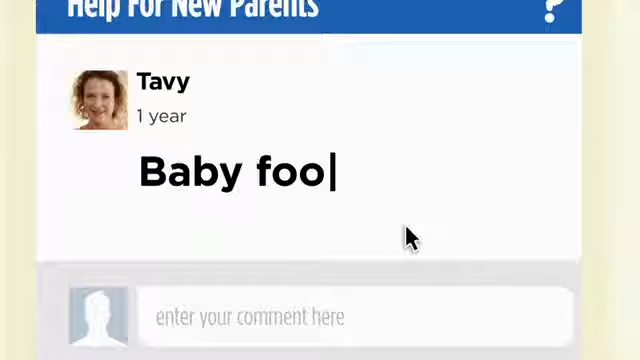 Help For New Parents ?
Tavy
1 year
Baby foo
enter your comment here